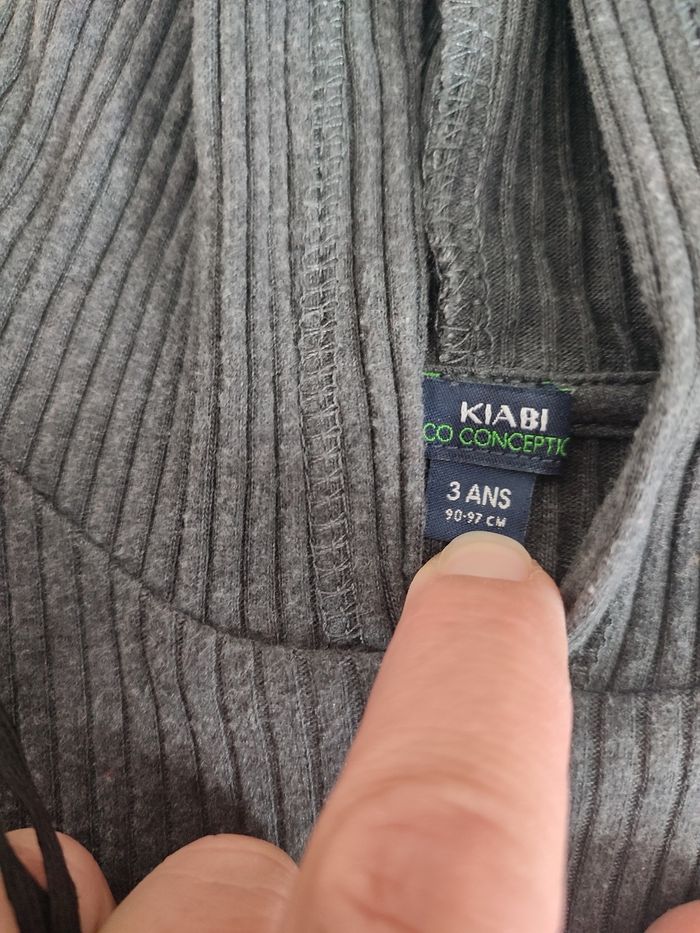 KIABI
CO CONCEPTIO
3 ANS
90-97 CM